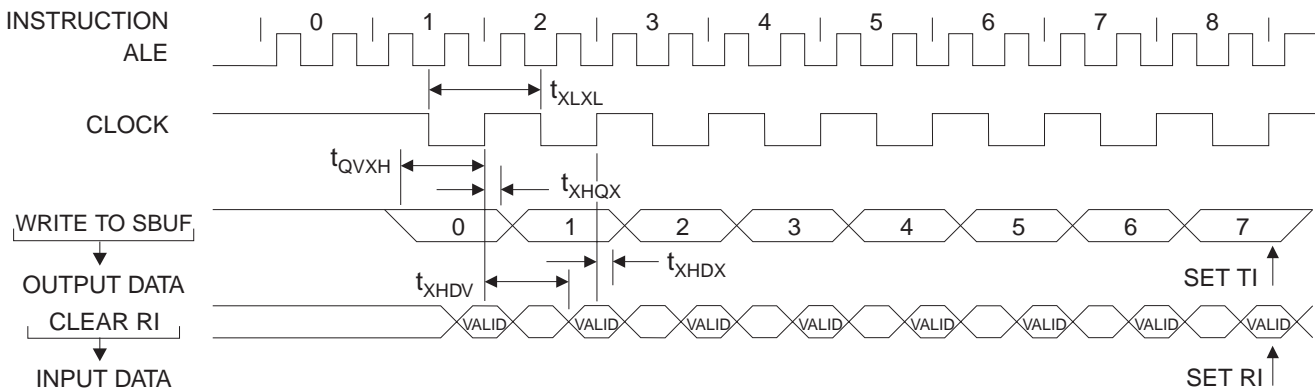 INSTRUCTION 0 1 2 3 4 5 6 7 8
ALE
tXLXL
CLOCK
tQVXH
tXHQX
WRITE TO SBUF 0 1 2 3 4 5 6 7
tXHDX
tXHDV
OUTPUT DATA
SET TI
CLEAR RI
VALID VALID VALID VALID VALID VALID VALID VALID
INPUT DATA
SET RI